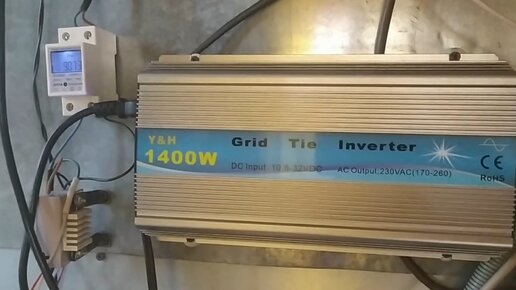 Y&H
1400W
Grid Tie Inverter
DC Input: 10.8-32VDC
AC Output:230VAC(170-260)
CE
RoHS